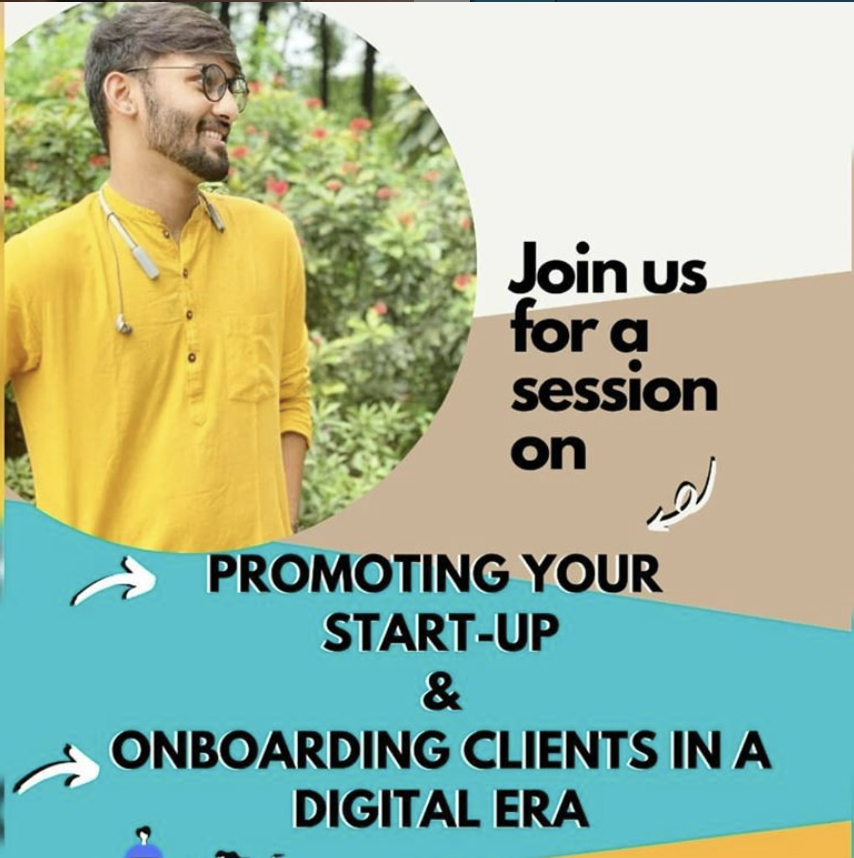 Join us
for a
session
on
PROMOTING YOUR
START-UP
&
ONBOARDING CLIENTS IN A
DIGITAL ERA